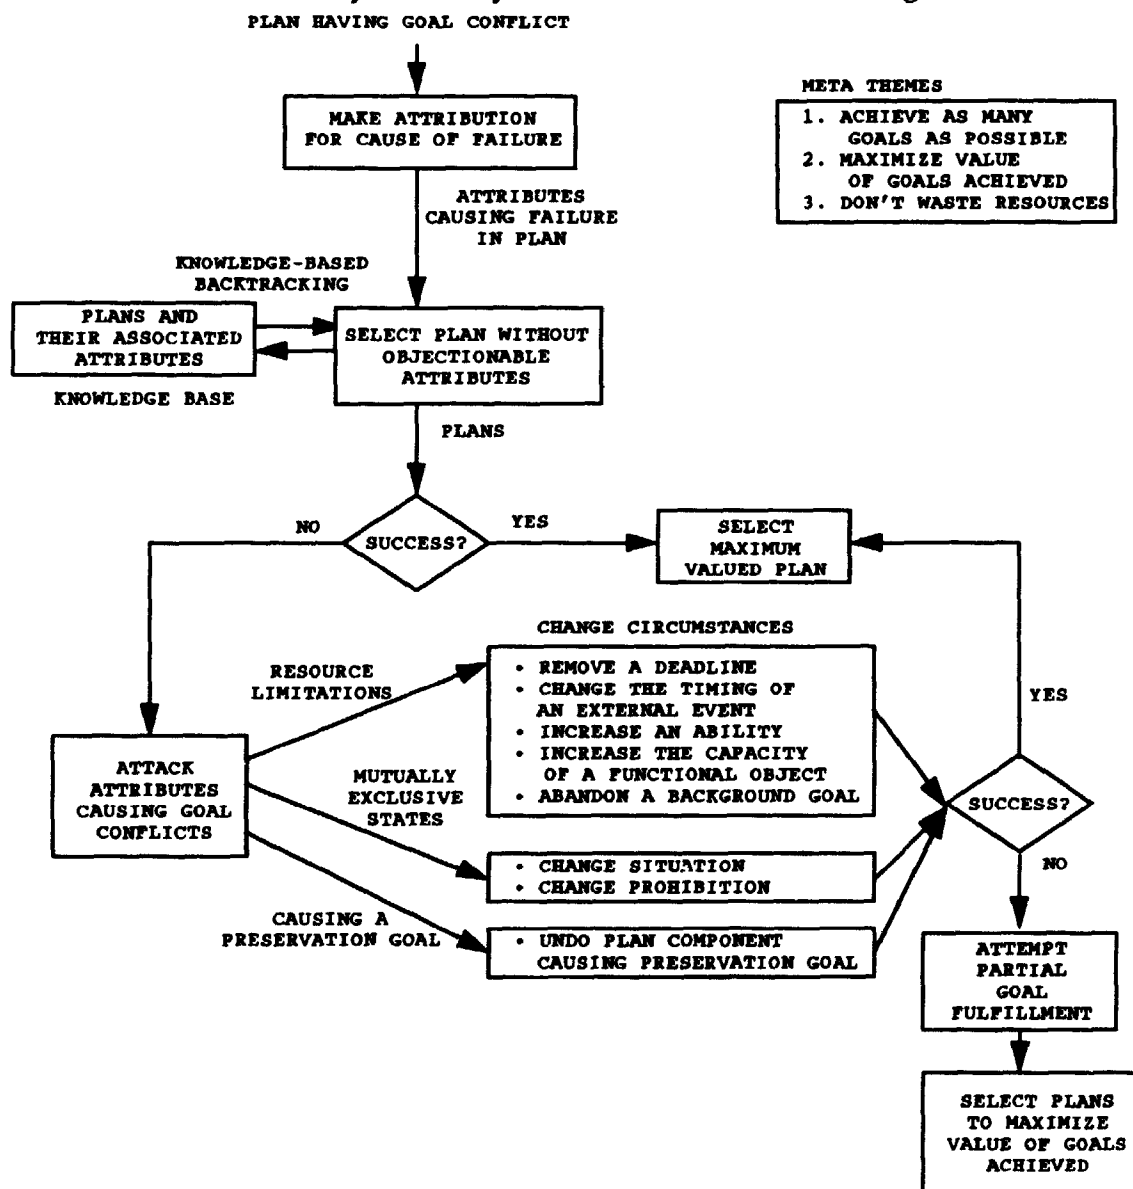 PLAN HAVING GOAL CONFLICT
MAKE ATTRIBUTION
FOR CAUSE OF FAILURE
META THEMES
1. ACHIEVE AS MANY
GOALS AS POSSIBLE
2. MAXIMIZE VALUE
OF GOALS ACHIEVED
3. DON'T WASTE RESOURCES
ATTRIBUTES
CAUSING FAILURE
IN PLAN
KNOWLEDGE-BASED
BACKTRACKING
PLANS AND
THEIR ASSOCIATED
ATTRIBUTES
KNOWLEDGE BASE
SELECT PLAN WITHOUT
OBJECTIONABLE
ATTRIBUTES
PLANS
NO
SUCCESS?
YES
SELECT
MAXIMUM
VALUED PLAN
CHANGE CIRCUMSTANCES
RESOURCE
LIMITATIONS
• REMOVE A DEADLINE
• CHANGE THE TIMING OF
AN EXTERNAL EVENT
• INCREASE AN ABILITY
• INCREASE THE CAPACITY
OF A FUNCTIONAL OBJECT
• ABANDON A BACKGROUND GOAL
YES
ATTACK
ATTRIBUTES
CAUSING GOAL
CONFLICTS
MUTUALLY
EXCLUSIVE
STATES
SUCCESS?
• CHANGE SITUATION
• CHANGE PROHIBITION
NO
CAUSING A
PRESERVATION GOAL
• UNDO PLAN COMPONENT
CAUSING PRESERVATION GOAL
ATTEMPT
PARTIAL
GOAL
FULFILLMENT
SELECT PLANS
TO MAXIMIZE
VALUE OF GOALS
ACHIEVED